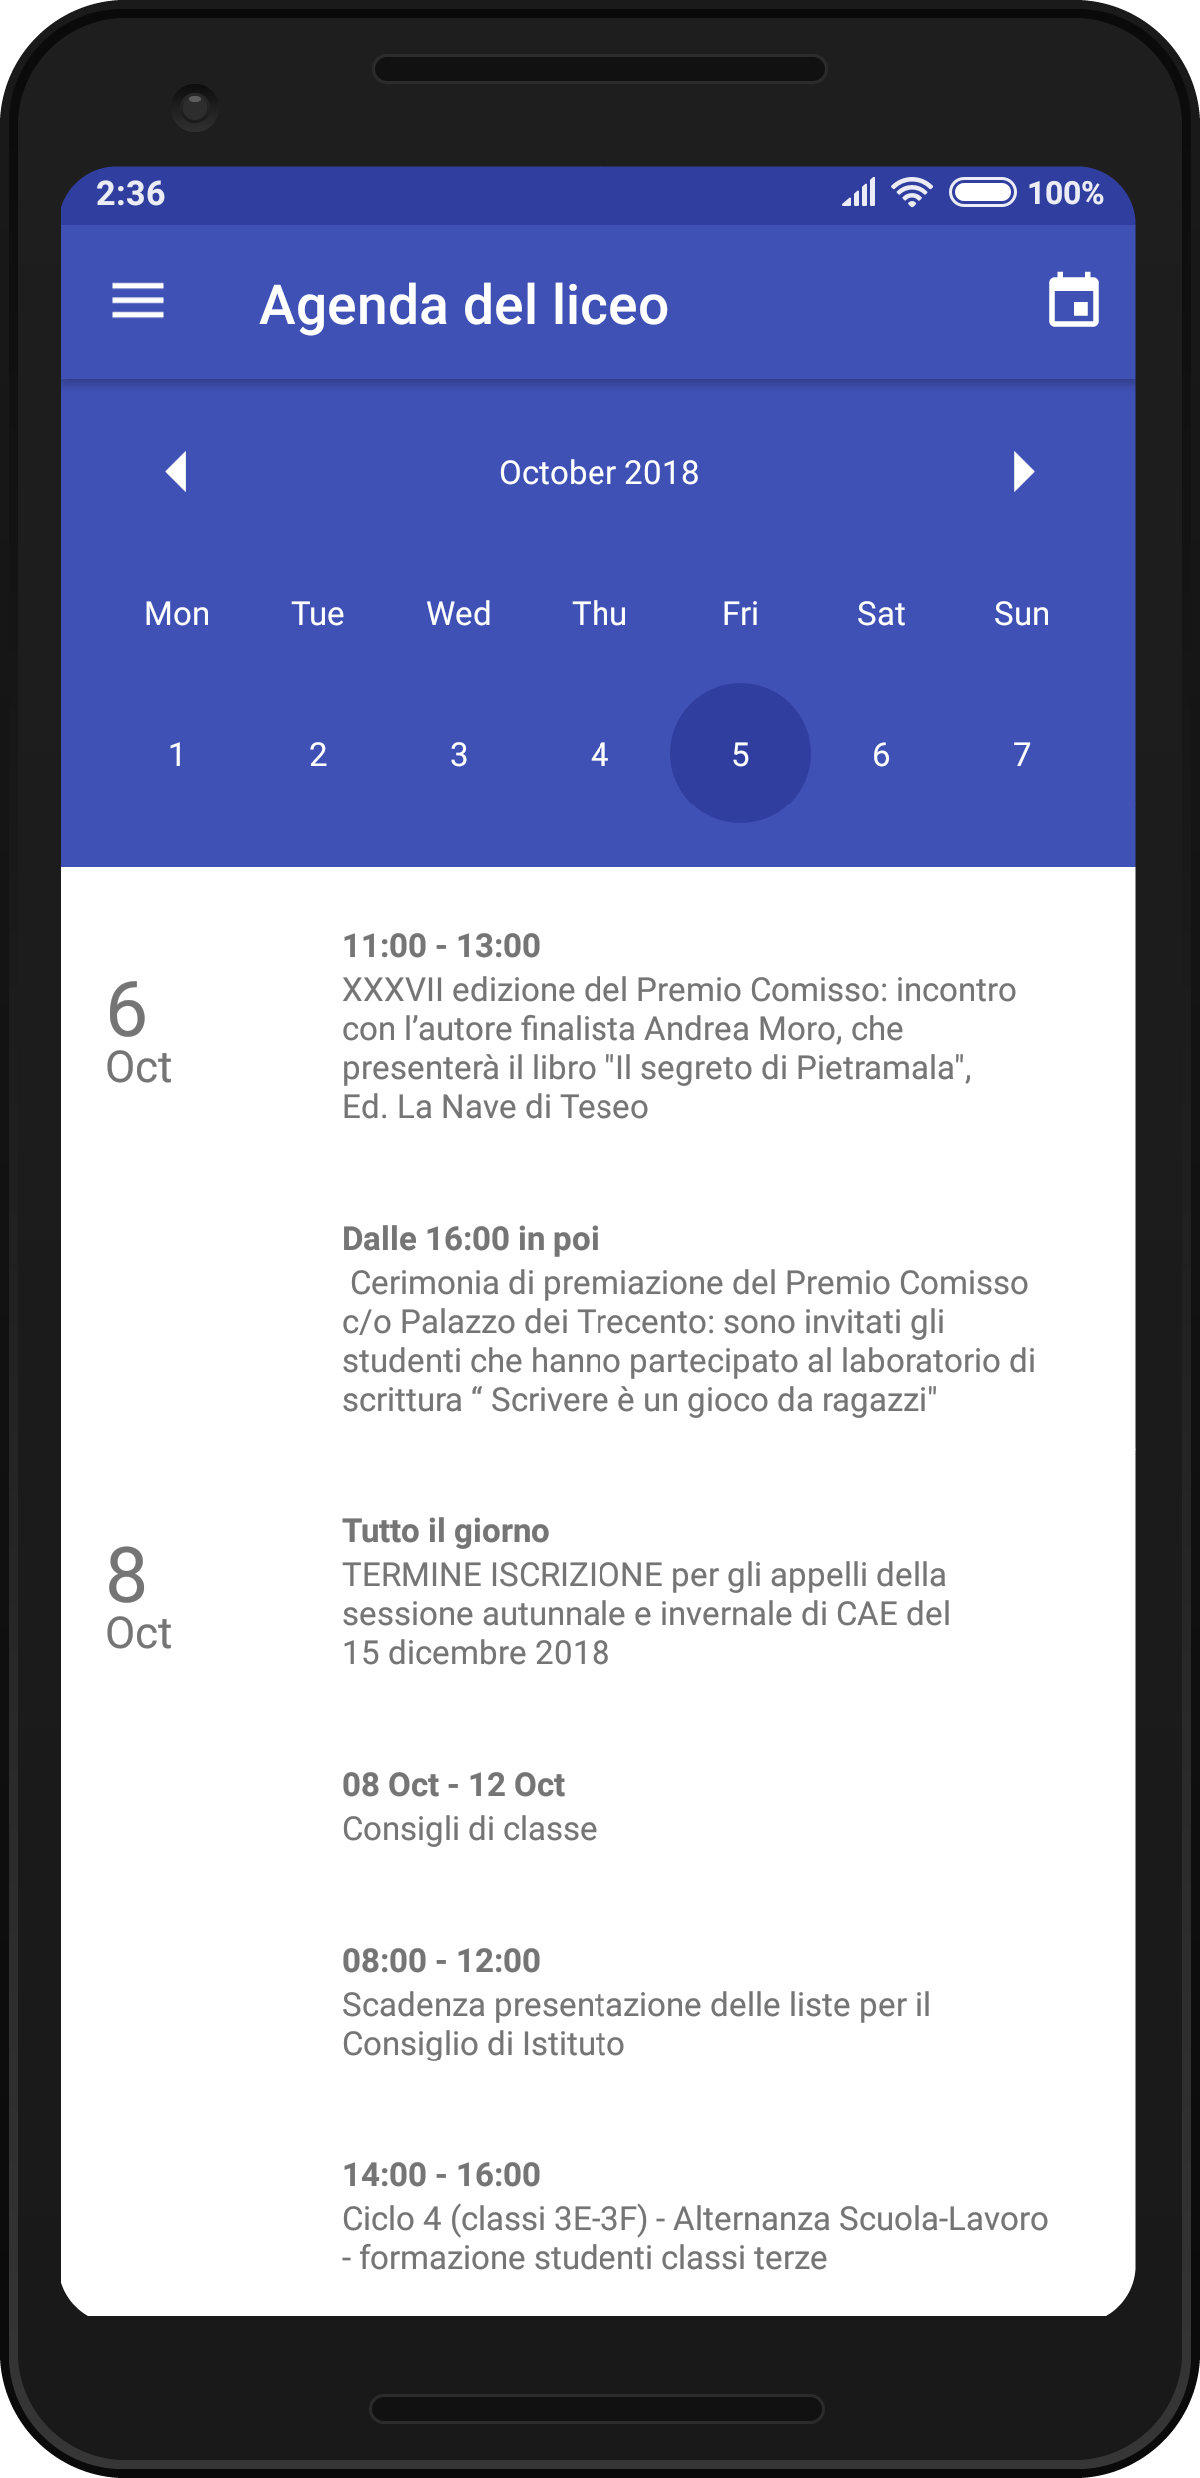 2:36
100%
Agenda del liceo
October 2018
Mon Tue Wed Thu Fri Sat Sun
1 2 3 4 5 6 7
6
Oct
11:00 - 13:00
XXXVII edizione del Premio Comisso: incontro
con l’autore finalista Andrea Moro, che
presenterà il libro "Il segreto di Pietramala",
Ed. La Nave di Teseo
Dalle 16:00 in poi
Cerimonia di premiazione del Premio Comisso
c/o Palazzo dei Trecento: sono invitati gli
studenti che hanno partecipato al laboratorio di
scrittura “ Scrivere è un gioco da ragazzi"
8
Oct
Tutto il giorno
TERMINE ISCRIZIONE per gli appelli della
sessione autunnale e invernale di CAE del
15 dicembre 2018
08 Oct - 12 Oct
Consigli di classe
08:00 - 12:00
Scadenza presentazione delle liste per il
Consiglio di Istituto
14:00 - 16:00
Ciclo 4 (classi 3E-3F) - Alternanza Scuola-Lavoro
- formazione studenti classi terze